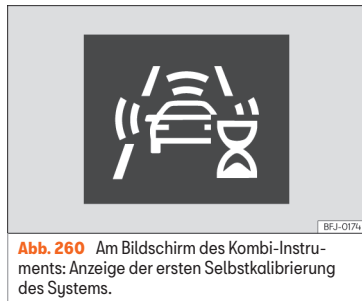 BFJ-0174
Abb. 260 Am Bildschirm des Kombi-Instru-
ments: Anzeige der ersten Selbstkalibrierung
des Systems.